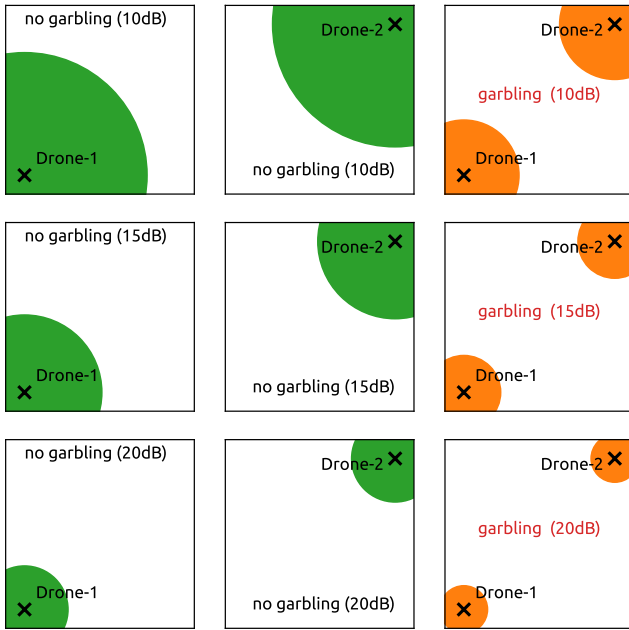 no garbling (10dB)
Drone-1
Drone-2
no garbling (10dB)
Drone-2
garbling (10dB)
Drone-1
no garbling (15dB)
Drone-1
Drone-2
no garbling (15dB)
Drone-2
garbling (15dB)
Drone-1
no garbling (20dB)
Drone-1
Drone-2
no garbling (20dB)
Drone-2
garbling (20dB)
Drone-1